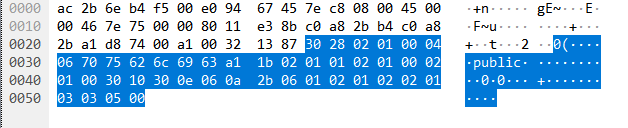 0000 ac 2b 6e b4 f5 00 e0 94 67 45 7e c8 08 00 45 00 ·+n····· gE~···E·
0010 00 46 7e 75 00 00 80 11 e3 8b c0 a8 2b b4 c0 a8 ·F~u···· ····+···
0020 2b a1 d8 74 00 a1 00 32 13 87 30 28 02 01 00 04 +··t···2 ··0(····
0030 06 70 75 62 6c 69 63 a1 1b 02 01 01 02 01 00 02 ·public· ········
0040 01 00 30 10 30 0e 06 0a 2b 06 01 02 01 02 02 01 ··0·0··· +·······
0050 03 03 05 00 ····